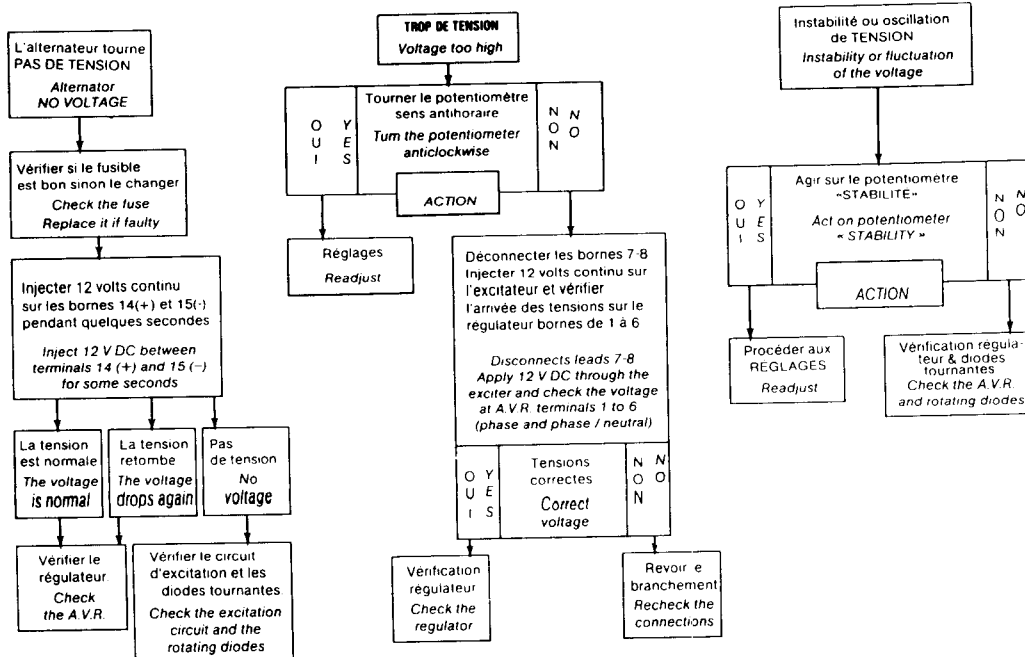 L'alternateur tourne
PAS DE TENSION
Alternator
NO VOLTAGE
Vérifier si le fusible
est bon sinon le changer
Check the fuse
Replace it if faulty
Injecter 12 volts continu
sur les bornes 14(+) et 15(-)
pendant quelques secondes
Inject 12 V DC between
terminals 14 (+) and 15 (-)
for some seconds
La tension
est normale
The voltage
is normal
La tension
retombe
The voltage
drops again
Pas
de tension
No
voltage
Vérifier le
régulateur.
Check
the A.V.R.
Vérifier le circuit
d'excitation et les
diodes tournantes
Check the excitation
circuit and the
rotating diodes
TROP DE TENSION
Voltage too high
OUI
YES
Tourner le potentiomètre
sens antihoraire
Turn the potentiometer
anticlockwise
NON
NO
ACTION
Réglages
Readjust
Déconnecter les bornes 7-8
Injecter 12 volts continu sur
l'excitateur et vérifier
l'arrivée des tensions sur le
régulateur bornes de 1 à 6
Disconnects leads 7-8
Apply 12 V DC through the
exciter and check the voltage
at A.V.R. terminals 1 to 6
(phase and phase / neutral)
OUI
YES
Tensions
correctes
Correct
voltage
NON
NO
Vérification
régulateur
Check the
regulator
Revoir e
branchement
Recheck the
connections
Instabilité ou oscillation
de TENSION
Instability or fluctuation
of the voltage
OUI
YES
Agir sur le potentiomètre
«STABILITE»
Act on potentiometer
« STABILITY »
NON
NO
ACTION
Procéder aux
RÉGLAGES
Readjust
Vérification régula-
teur & diodes
tournantes
Check the A.V.R.
and rotating diodes